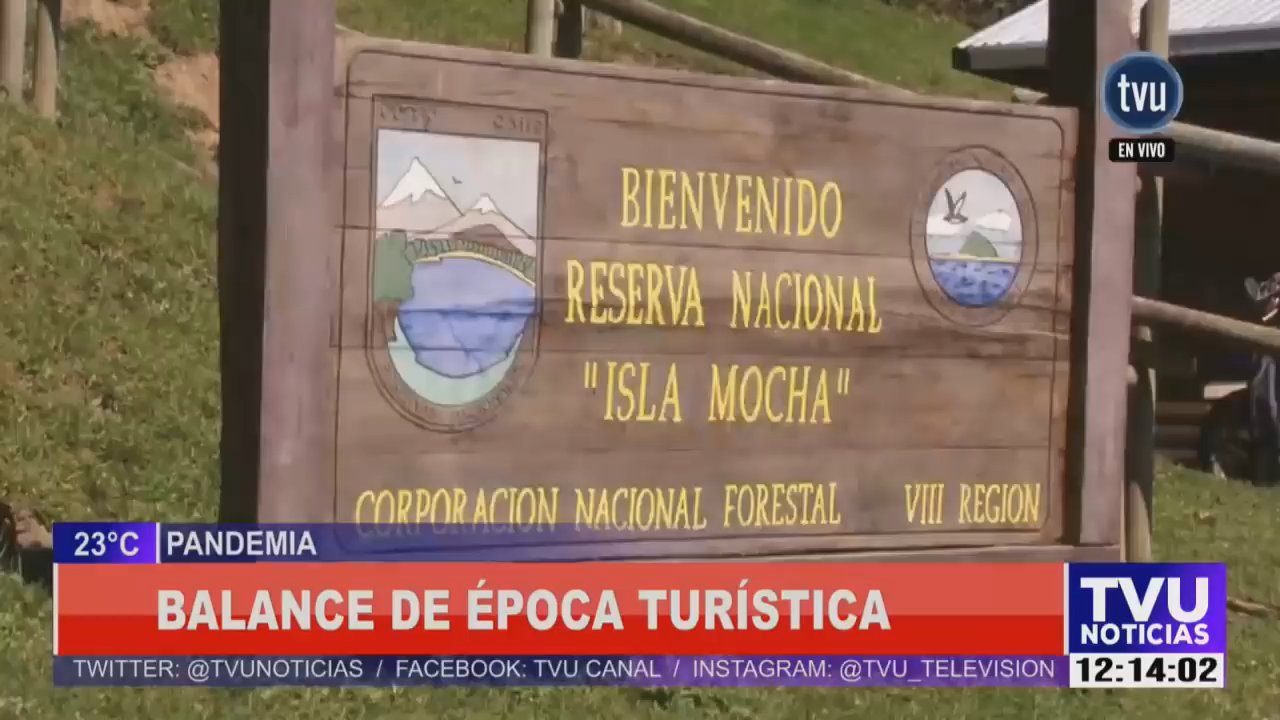 BIENVENIDO
RESERVA NACIONAL
"ISLA MOCHA"
CORPORACION NACIONAL FORESTAL VIII REGION
tvu
EN VIVO
23°C PANDEMIA
BALANCE DE ÉPOCA TURÍSTICA
TVU
NOTICIAS
TWITTER: @TVUNOTICIAS / FACEBOOK: TVU CANAL / INSTAGRAM: @TVU_TELEVISION
12:14:02